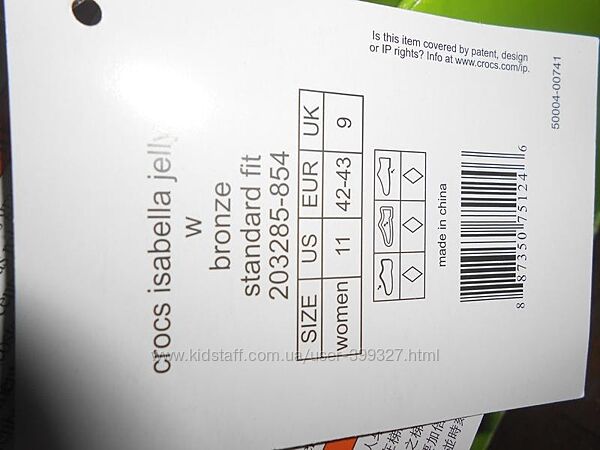 Is this item covered by patent, design
or IP rights? Info at www.crocs.com/ip.
50004-00741
crocs isabella jelly
w
bronze
standard fit
203285-854
SIZE US EUR UK
women 11 42-43 9
made in china
8 87350 75124 6
www.kidstaff.com.ua/user-399327.html